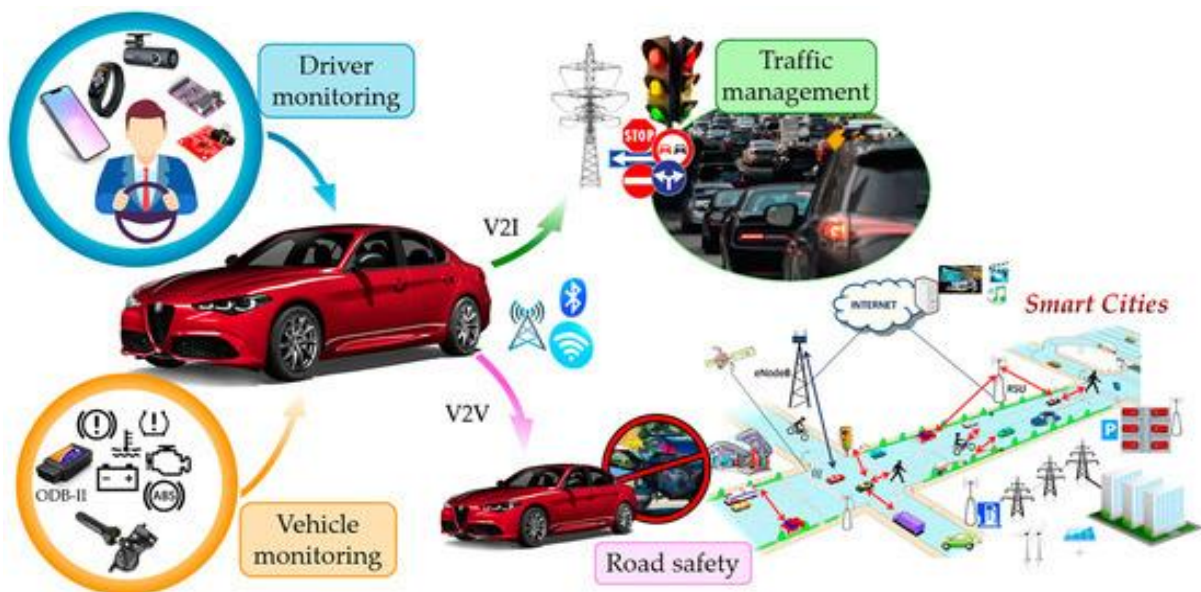 Driver
monitoring
Traffic
management
STOP
V2I
INTERNET
Smart Cities
eNodeB
RSU
V2V
P
ODB-II
ABS
Vehicle
monitoring
Road safety